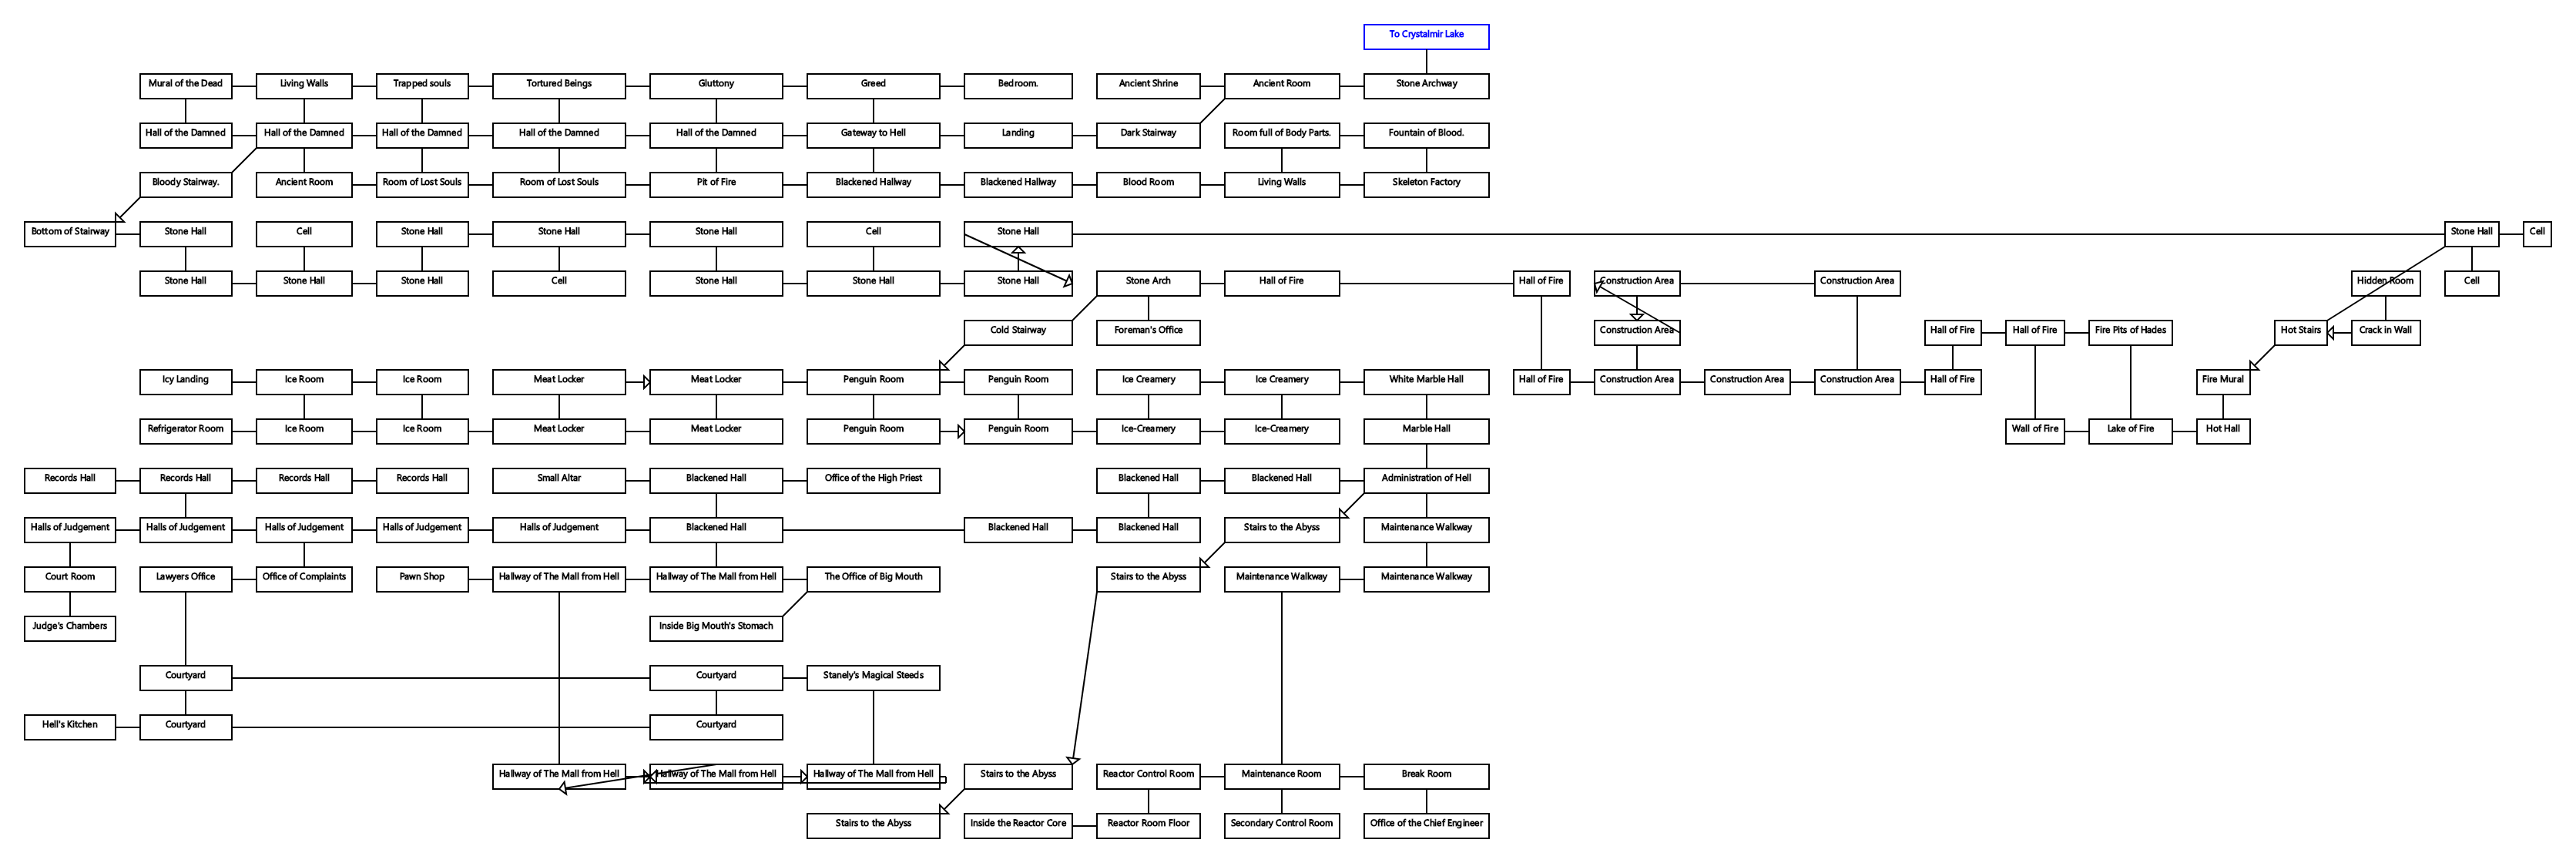 To Crystalmir Lake
Mural of the Dead
Living Walls
Trapped souls
Tortured Beings
Gluttony
Greed
Bedroom.
Ancient Shrine
Ancient Room
Stone Archway
Hall of the Damned
Hall of the Damned
Hall of the Damned
Hall of the Damned
Hall of the Damned
Gateway to Hell
Landing
Dark Stairway
Room full of Body Parts.
Fountain of Blood.
Bloody Stairway.
Ancient Room
Room of Lost Souls
Room of Lost Souls
Pit of Fire
Blackened Hallway
Blackened Hallway
Blood Room
Living Walls
Skeleton Factory
Bottom of Stairway
Stone Hall
Cell
Stone Hall
Stone Hall
Stone Hall
Cell
Stone Hall
Stone Hall
Cell
Stone Hall
Stone Hall
Stone Hall
Cell
Stone Hall
Stone Hall
Stone Hall
Stone Arch
Hall of Fire
Hall of Fire
Construction Area
Construction Area
Hidden Room
Cell
Cold Stairway
Foreman's Office
Construction Area
Hall of Fire
Hall of Fire
Fire Pits of Hades
Hot Stairs
Crack in Wall
Icy Landing
Ice Room
Ice Room
Meat Locker
Meat Locker
Penguin Room
Penguin Room
Ice Creamery
Ice Creamery
White Marble Hall
Hall of Fire
Construction Area
Construction Area
Construction Area
Hall of Fire
Fire Mural
Refrigerator Room
Ice Room
Ice Room
Meat Locker
Meat Locker
Penguin Room
Penguin Room
Ice-Creamery
Ice-Creamery
Marble Hall
Wall of Fire
Lake of Fire
Hot Hall
Records Hall
Records Hall
Records Hall
Records Hall
Small Altar
Blackened Hall
Office of the High Priest
Blackened Hall
Blackened Hall
Administration of Hell
Halls of Judgement
Halls of Judgement
Halls of Judgement
Halls of Judgement
Halls of Judgement
Blackened Hall
Blackened Hall
Blackened Hall
Stairs to the Abyss
Maintenance Walkway
Court Room
Lawyers Office
Office of Complaints
Pawn Shop
Hallway of The Mall from Hell
Hallway of The Mall from Hell
The Office of Big Mouth
Stairs to the Abyss
Maintenance Walkway
Maintenance Walkway
Judge's Chambers
Inside Big Mouth's Stomach
Courtyard
Courtyard
Stanely's Magical Steeds
Hell's Kitchen
Courtyard
Courtyard
Hallway of The Mall from Hell
Hallway of The Mall from Hell
Hallway of The Mall from Hell
Stairs to the Abyss
Reactor Control Room
Maintenance Room
Break Room
Stairs to the Abyss
Inside the Reactor Core
Reactor Room Floor
Secondary Control Room
Office of the Chief Engineer